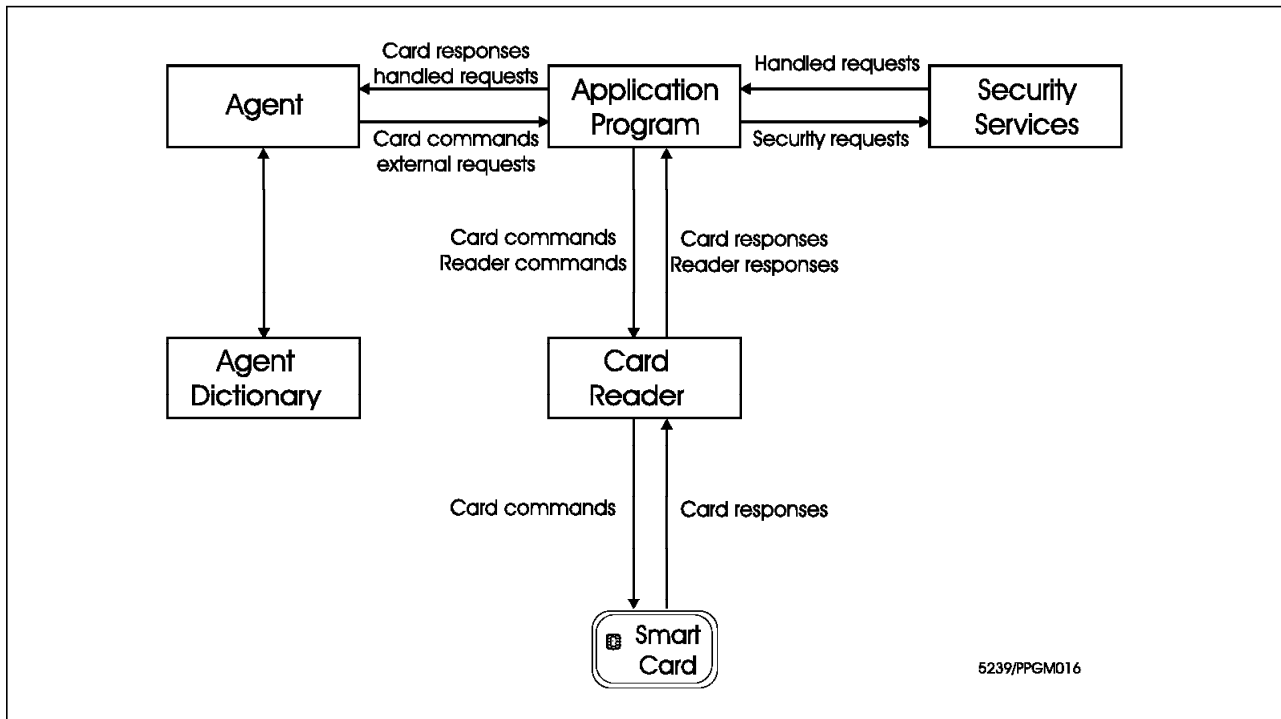 Card responses
handled requests
Handled requests
Agent
Application
Program
Security
Services
Card commands
external requests
Security requests
Card commands
Reader commands
Card responses
Reader responses
Agent
Dictionary
Card
Reader
Card commands
Card responses
Smart
Card
5239/PPGM016